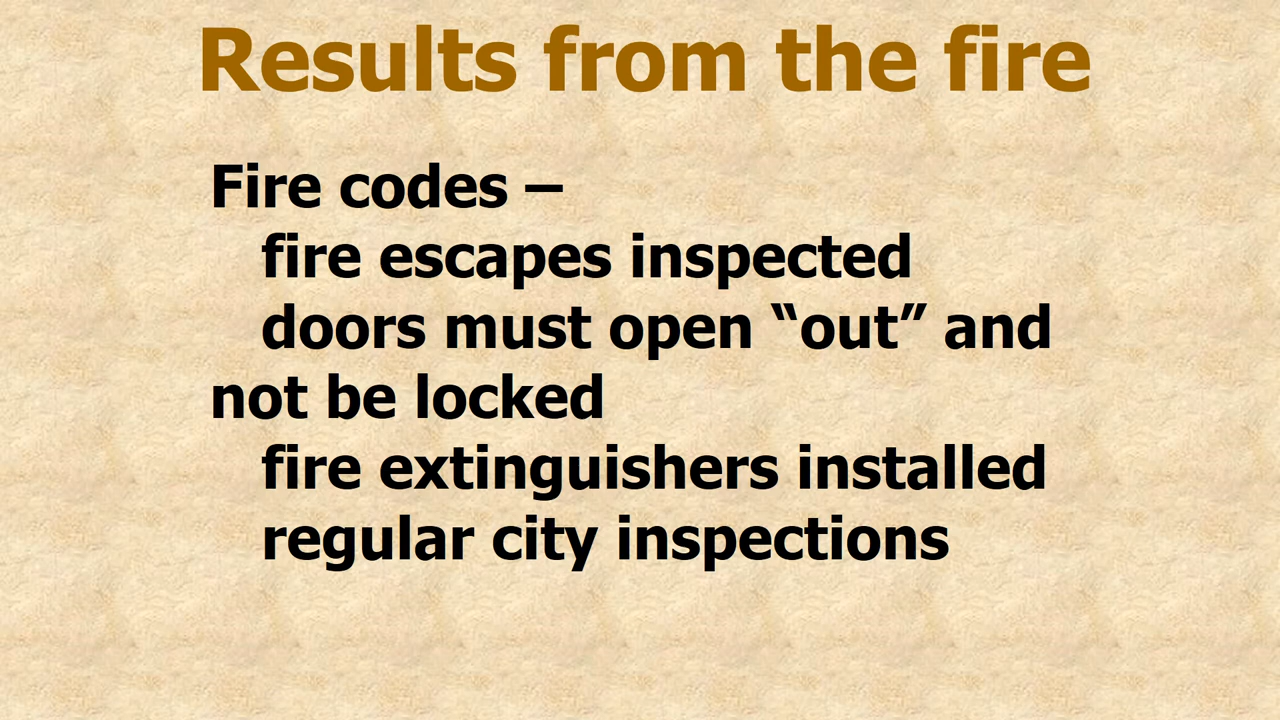 Results from the fire
Fire codes –
fire escapes inspected
doors must open “out” and
not be locked
fire extinguishers installed
regular city inspections